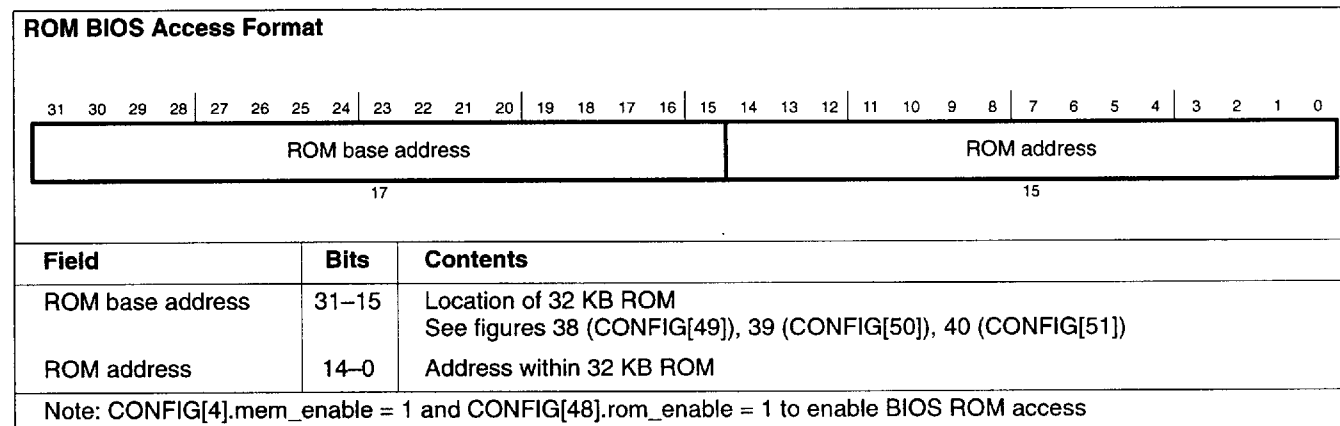 ROM BIOS Access Format
31 30 29 28 27 26 25 24 23 22 21 20 19 18 17 16 15 14 13 12 11 10 9 8 7 6 5 4 3 2 1 0
ROM base address ROM address
17 15
Field Bits Contents
ROM base address 31–15 Location of 32 KB ROM
See figures 38 (CONFIG[49]), 39 (CONFIG[50]), 40 (CONFIG[51])
ROM address 14–0 Address within 32 KB ROM
Note: CONFIG[4].mem_enable = 1 and CONFIG[48].rom_enable = 1 to enable BIOS ROM access